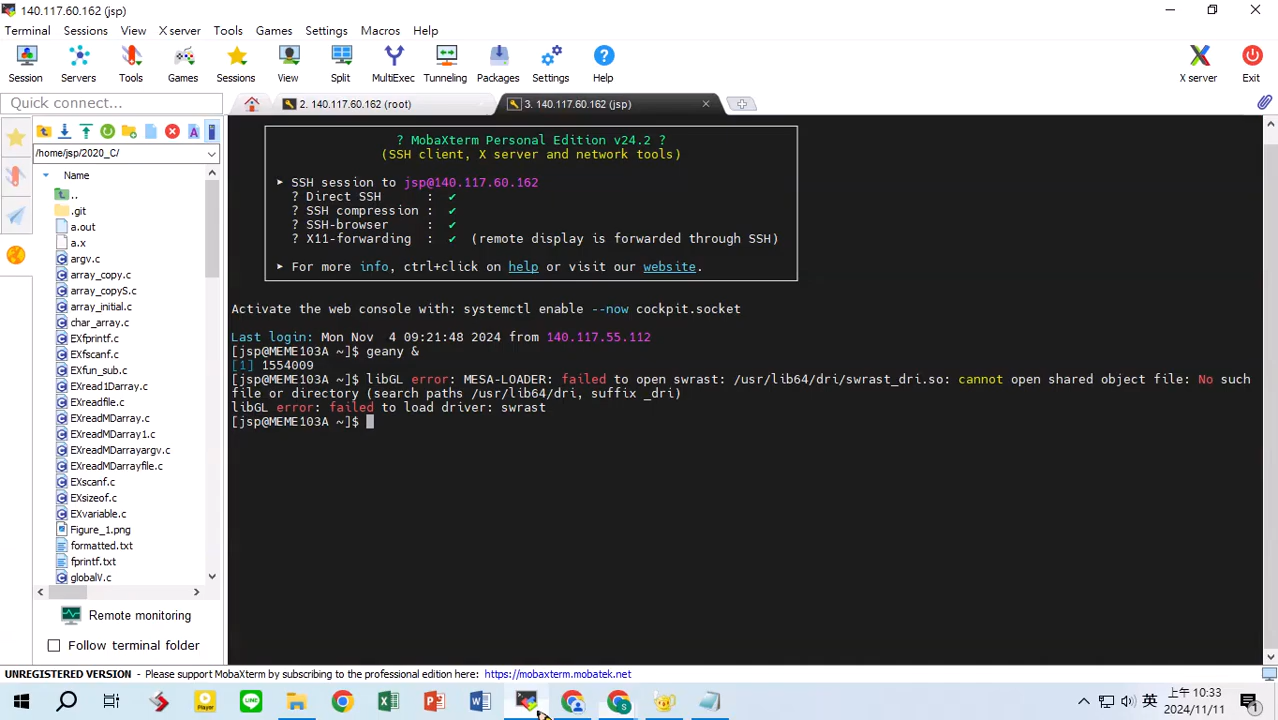 140.117.60.162 (jsp)
Terminal Sessions View X server Tools Games Settings Macros Help
Session Servers Tools Games Sessions View Split MultiExec Tunneling Packages Settings Help X server Exit
Quick connect...
2. 140.117.60.162 (root)
3. 140.117.60.162 (jsp)
/home/jsp/2020_C/
Name
..
.git
a.out
a.x
argv.c
array_copy.c
array_copyS.c
array_initial.c
char_array.c
EXfprintf.c
EXfscanf.c
EXfun_sub.c
EXread1Darray.c
EXreadfile.c
EXreadMDarray.c
EXreadMDarray1.c
EXreadMDarrayargv.c
EXreadMDarrayfile.c
EXscanf.c
EXsizeof.c
EXvariable.c
Figure_1.png
formatted.txt
fprintf.txt
globalV.c
Remote monitoring
Follow terminal folder
? MobaXterm Personal Edition v24.2 ?
(SSH client, X server and network tools)
▸ SSH session to jsp@140.117.60.162
? Direct SSH : ✔
? SSH compression : ✔
? SSH-browser : ✔
? X11-forwarding : ✔ (remote display is forwarded through SSH)
▸ For more info, ctrl+click on help or visit our website.
Activate the web console with: systemctl enable --now cockpit.socket
Last login: Mon Nov  4 09:21:48 2024 from 140.117.55.112
[jsp@MEME103A ~]$ geany &
[1] 1554009
[jsp@MEME103A ~]$ libGL error: MESA-LOADER: failed to open swrast: /usr/lib64/dri/swrast_dri.so: cannot open shared object file: No such
file or directory (search paths /usr/lib64/dri, suffix _dri)
libGL error: failed to load driver: swrast
[jsp@MEME103A ~]$
UNREGISTERED VERSION - Please support MobaXterm by subscribing to the professional edition here: https://mobaxterm.mobatek.net
Player
LINE
英
上午 10:33
2024/11/11